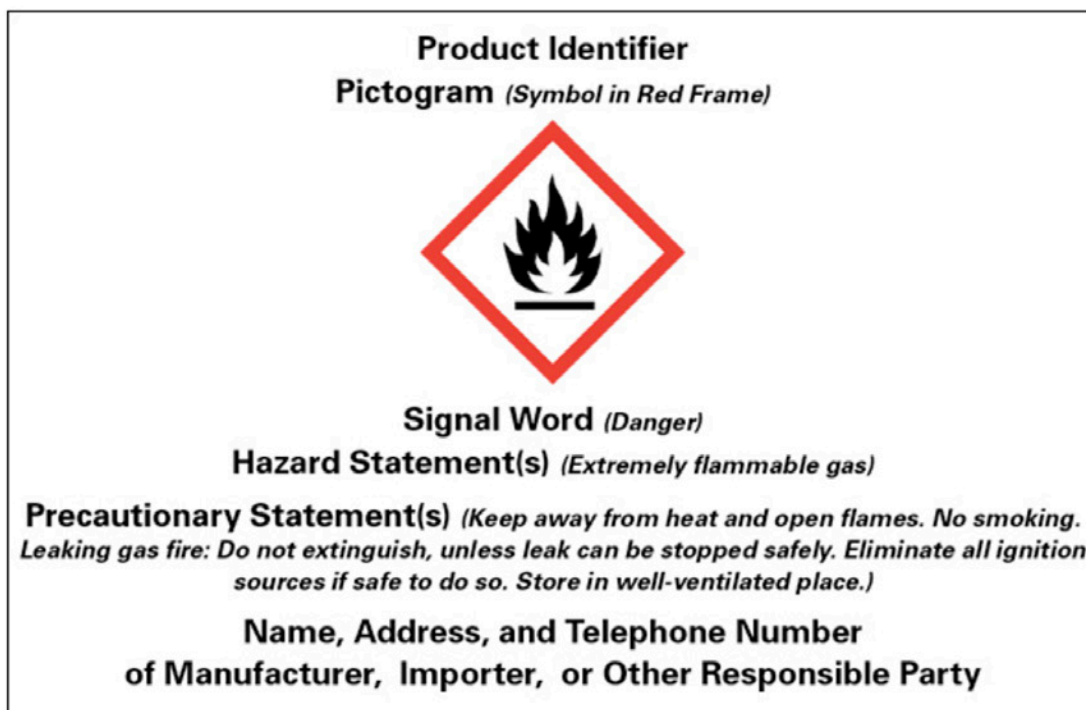 Product Identifier
Pictogram (Symbol in Red Frame)
Signal Word (Danger)
Hazard Statement(s) (Extremely flammable gas)
Precautionary Statement(s) (Keep away from heat and open flames. No smoking.
Leaking gas fire: Do not extinguish, unless leak can be stopped safely. Eliminate all ignition
sources if safe to do so. Store in well-ventilated place.)
Name, Address, and Telephone Number
of Manufacturer, Importer, or Other Responsible Party